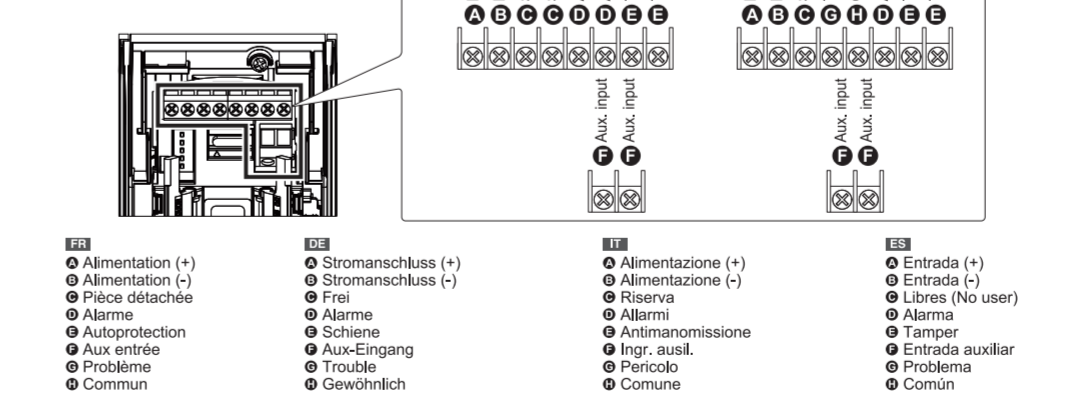 A B C C D D E E
A B C G H D E E
Aux. input
Aux. input
Aux. input
Aux. input
F F
F F
FR
A Alimentation (+)
B Alimentation (-)
C Pièce détachée
D Alarme
E Autoprotection
F Aux entrée
G Problème
H Commun
DE
A Stromanschluss (+)
B Stromanschluss (-)
C Frei
D Alarme
E Schiene
F Aux-Eingang
G Trouble
H Gewöhnlich
IT
A Alimentazione (+)
B Alimentazione (-)
C Riserva
D Allarmi
E Antimanomissione
F Ingr. ausil.
G Pericolo
H Comune
ES
A Entrada (+)
B Entrada (-)
C Libres (No user)
D Alarma
E Tamper
F Entrada auxiliar
G Problema
H Común